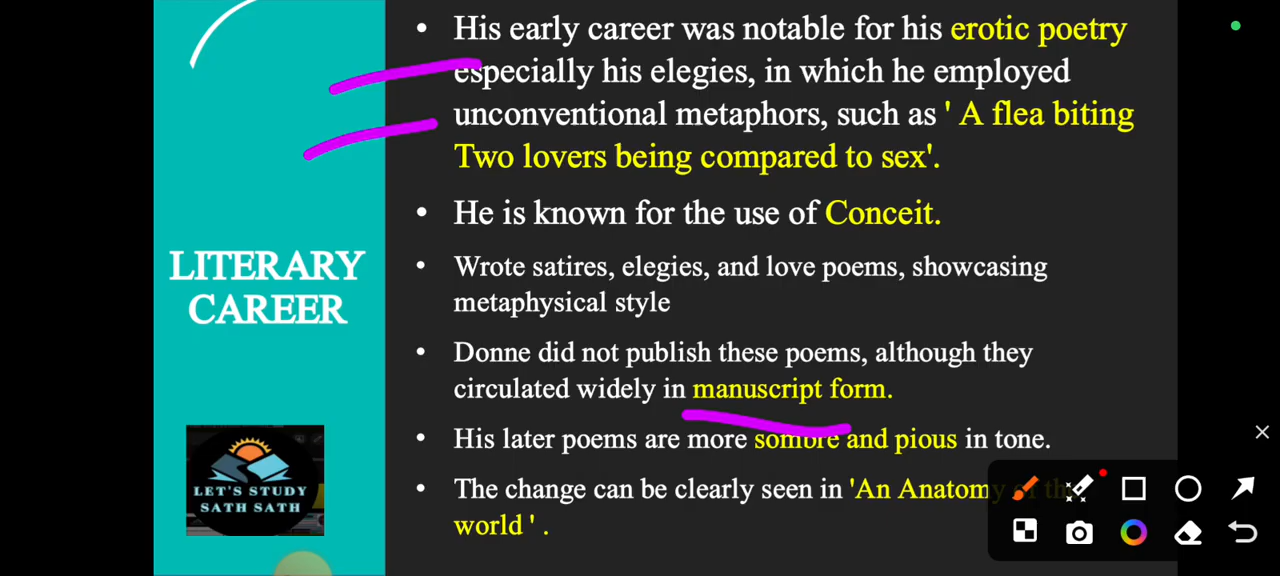 • His early career was notable for his erotic poetry
especially his elegies, in which he employed
unconventional metaphors, such as ' A flea biting
Two lovers being compared to sex'.
• He is known for the use of Conceit.
LITERARY
CAREER
• Wrote satires, elegies, and love poems, showcasing
metaphysical style
• Donne did not publish these poems, although they
circulated widely in manuscript form.
• His later poems are more sombre and pious in tone.
• The change can be clearly seen in 'An Anatomy
world ' .
LET'S STUDY
SATH SATH